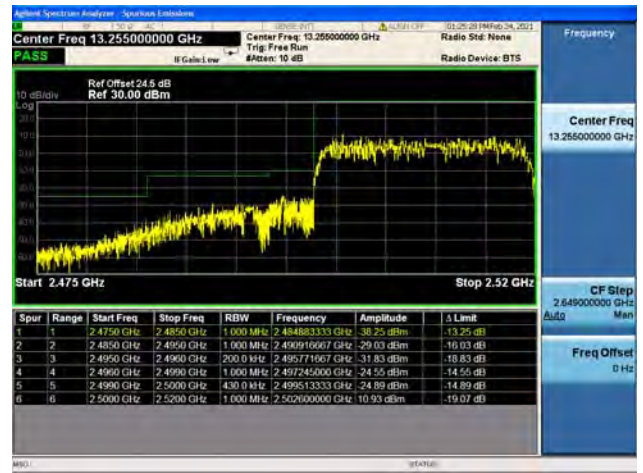 Agilent Spectrum Analyzer Spurious Emissions
SENSE:INT ALIGN OFF 01:25:28 PM Feb 24, 2021
Center Freq 13.255000000 GHz
Center Freq: 13.255000000 GHz
Radio Std: None
Frequency
PASS
IFGain:Low
Trig: Free Run
#Atten: 10 dB
Radio Device: BTS
Ref Offset 24.5 dB
10 dB/div
Ref 30.00 dBm
Log
Center Freq
13.255000000 GHz
Start 2.475 GHz
Stop 2.52 GHz
CF Step
2.649000000 GHz
Auto Man
Spur Range Start Freq Stop Freq RBW Frequency Amplitude Δ Limit
1 1 2.4750 GHz 2.4850 GHz 1.000 MHz 2.484883333 GHz -38.25 dBm -13.25 dB
2 2 2.4850 GHz 2.4950 GHz 1.000 MHz 2.490916667 GHz -29.03 dBm -16.03 dB
3 3 2.4950 GHz 2.4960 GHz 200.0 kHz 2.495771667 GHz -31.83 dBm -18.83 dB
4 4 2.4960 GHz 2.4990 GHz 1.000 MHz 2.497245000 GHz -24.55 dBm -14.55 dB
5 5 2.4990 GHz 2.5000 GHz 430.0 kHz 2.499513333 GHz -24.89 dBm -14.89 dB
6 6 2.5000 GHz 2.5200 GHz 1.000 MHz 2.502600000 GHz 10.93 dBm -19.07 dB
Freq Offset
0 Hz
MSG
STATUS